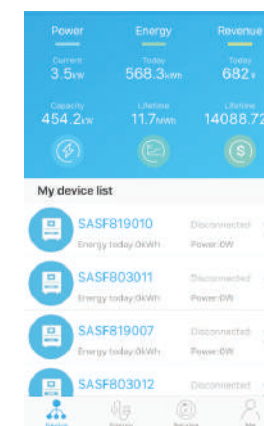 Power Energy Revenue
Current Today Today
3.5kW 568.3kWh 682
Capacity Lifetime Lifetime
454.2kW 11.7MWh 14088.72
My device list
SASF819010 Disconnected
Energy today:0kWh Power:0W
SASF803011 Disconnected
Energy today:0kWh Power:0W
SASF819007 Disconnected
Energy today:0kWh Power:0W
SASF803012 Disconnected
Device Me